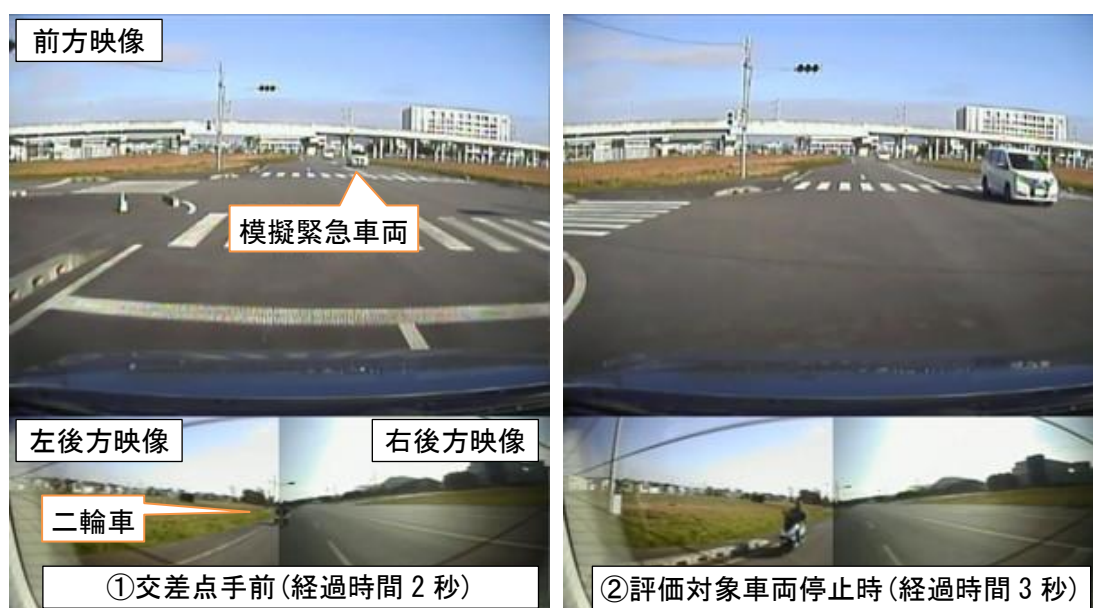 前方映像
模擬緊急車両
左後方映像
右後方映像
二輪車
①交差点手前(経過時間 2 秒)
②評価対象車両停止時(経過時間 3 秒)